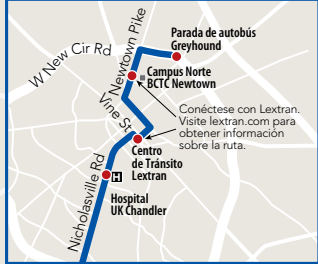 Parada de autobús
Greyhound
W New Cir Rd
Newtown Pike
Campus Norte
BCTC Newtown
Vine St
Conéctese con Lextran.
Visite lextran.com para
obtener información
sobre la ruta.
Centro
de Tránsito
Lextran
Nicholasville Rd
H
Hospital
UK Chandler